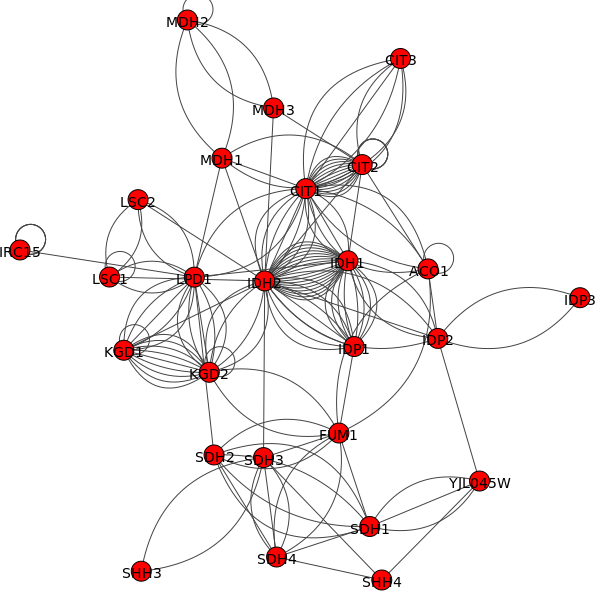 MDH2
CIT3
MDH3
MDH1
CIT2
CIT1
LSC2
IRC15
LSC1
LPD1
IDH2
IDH1
ACO1
IDP3
KGD1
KGD2
IDP1
IDP2
FUM1
SDH2
SDH3
YJL045W
SDH1
SDH4
SHH3
SHH4